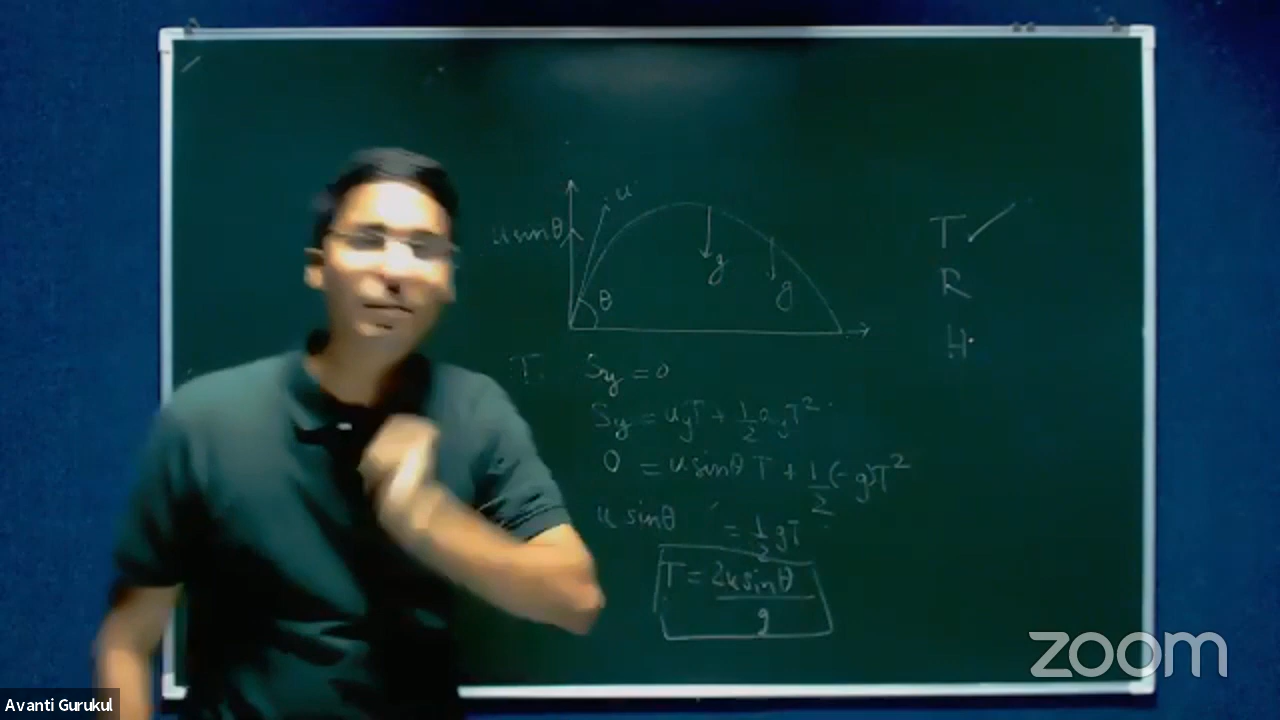 u
u sinθ
θ
g
g
T ✓
R
H
T. Sy = 0
Sy = uyT + 1/2 ayT²
0 = u sinθ T + 1/2 (-g)T²
u sinθ = 1/2 gT
T = 2u sinθ / g
zoom
Avanti Gurukul